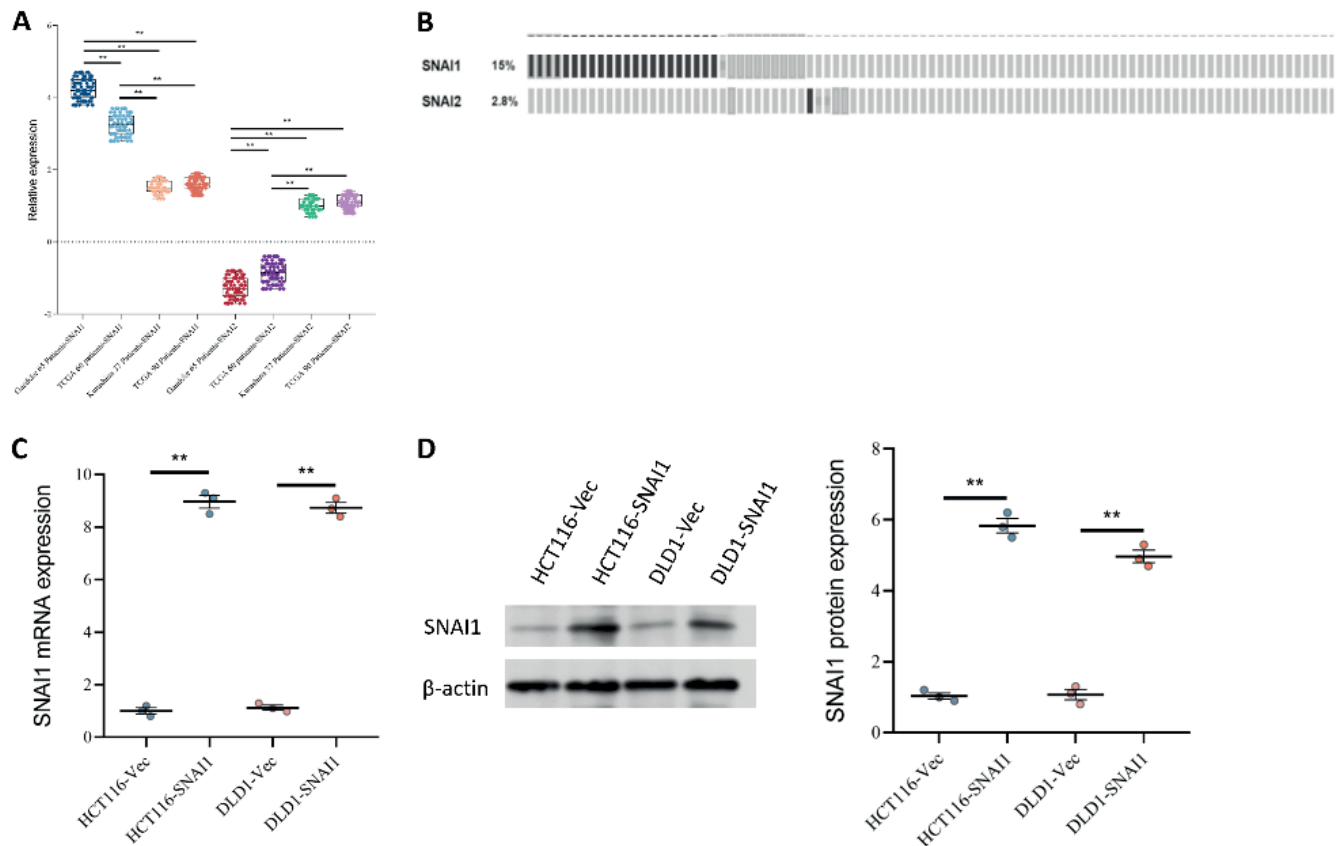 A
Relative expression
6
4
2
0
-2
TCGA 60 patients-SNAI1
TCGA 90 Patients-SNAI1
TCGA 60 patients-SNAI2
TCGA 90 Patients-SNAI2
** ** ** ** **
** ** ** ** **
B
SNAI1 15%
SNAI2 2.8%
C
SNAI1 mRNA expression
10
8
6
4
2
0
** **
HCT116-Vec
HCT116-SNAI1
DLD1-Vec
DLD1-SNAI1
D
HCT116-Vec
HCT116-SNAI1
DLD1-Vec
DLD1-SNAI1
SNAI1
β-actin
SNAI1 protein expression
8
6
4
2
0
** **
HCT116-Vec
HCT116-SNAI1
DLD1-Vec
DLD1-SNAI1